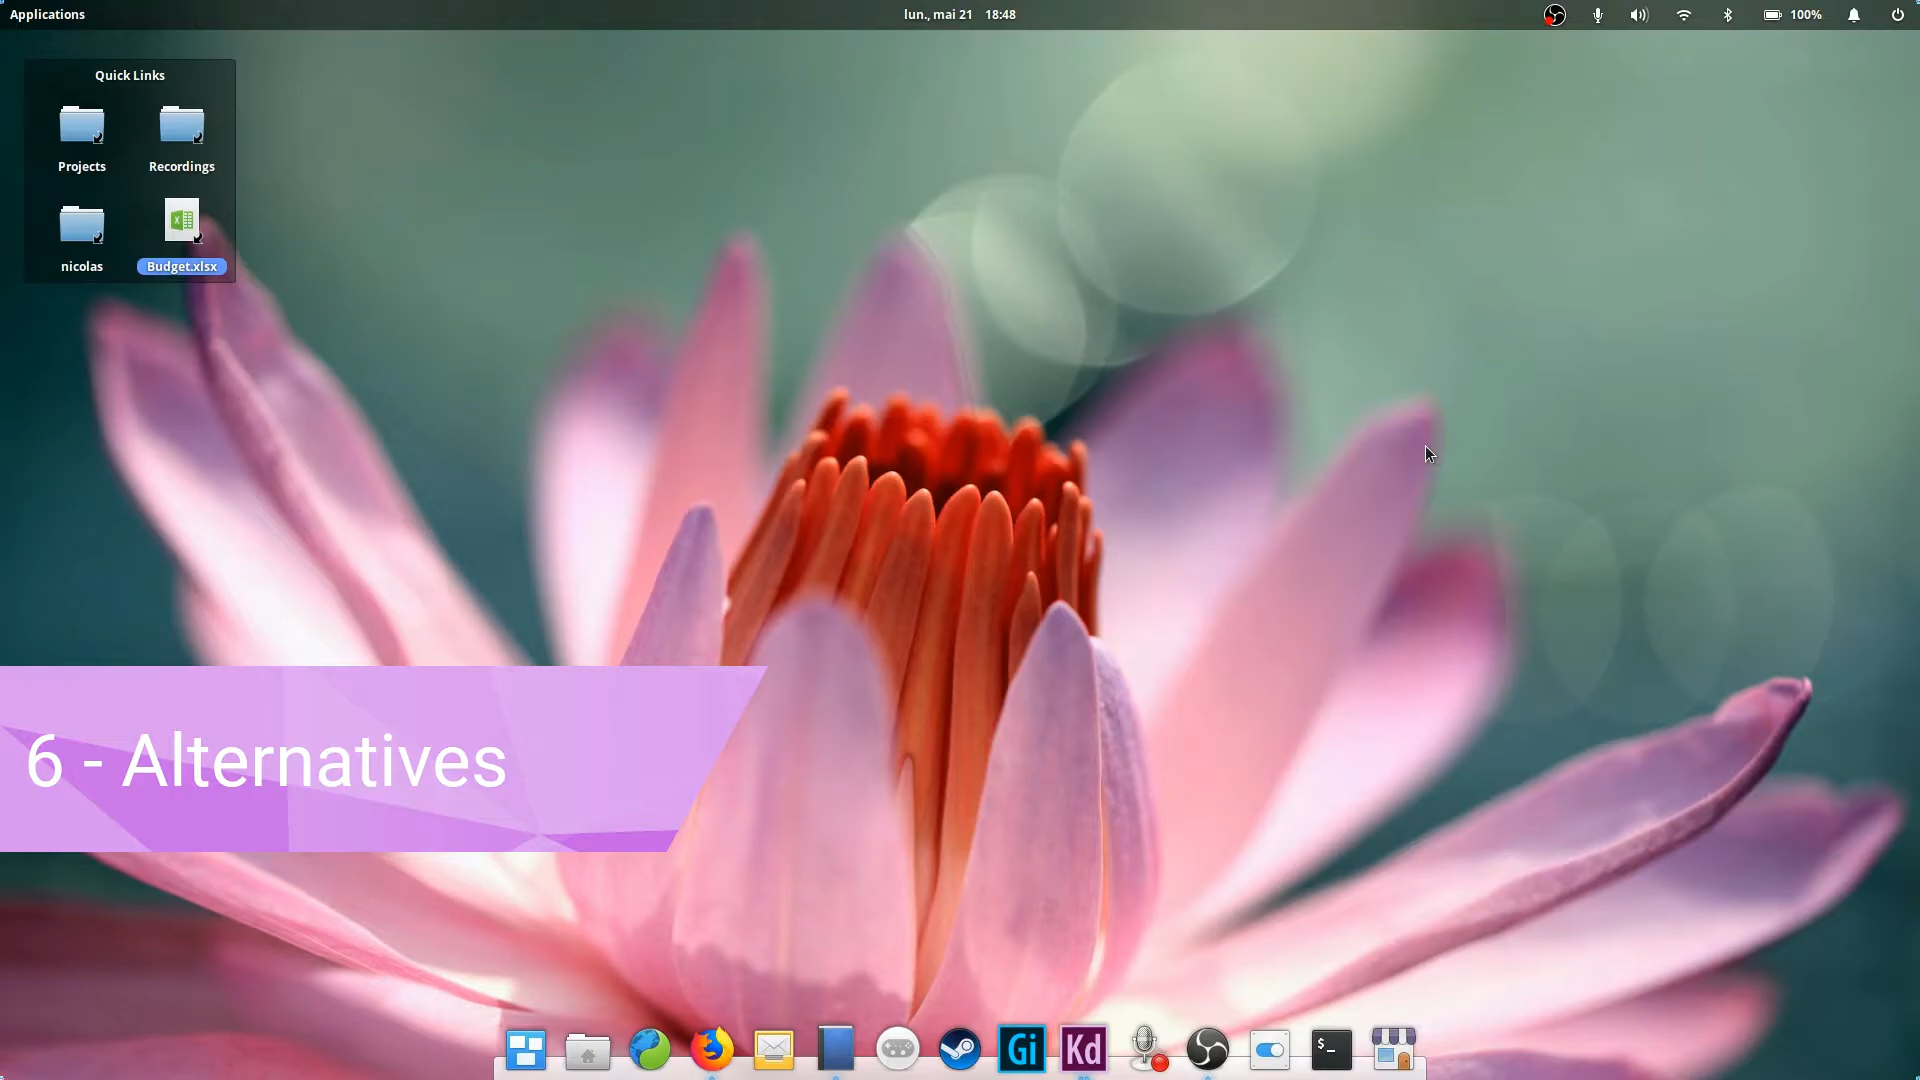 Applications
lun., mai 21 18:48
100%
Quick Links
Projects
Recordings
nicolas
Budget.xlsx
6 - Alternatives
Gi
Kd
$_